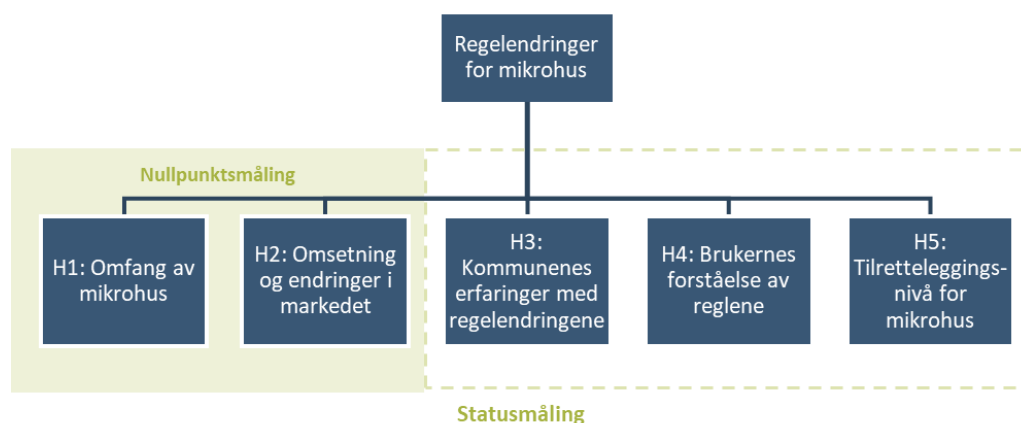 Regelendringer
for mikrohus
Nullpunktsmåling
H1: Omfang av
mikrohus
H2: Omsetning
og endringer i
markedet
H3:
Kommunenes
erfaringer med
regelendringene
H4: Brukernes
forståelse av
reglene
H5:
Tilretteleggings-
nivå for
mikrohus
Statusmåling